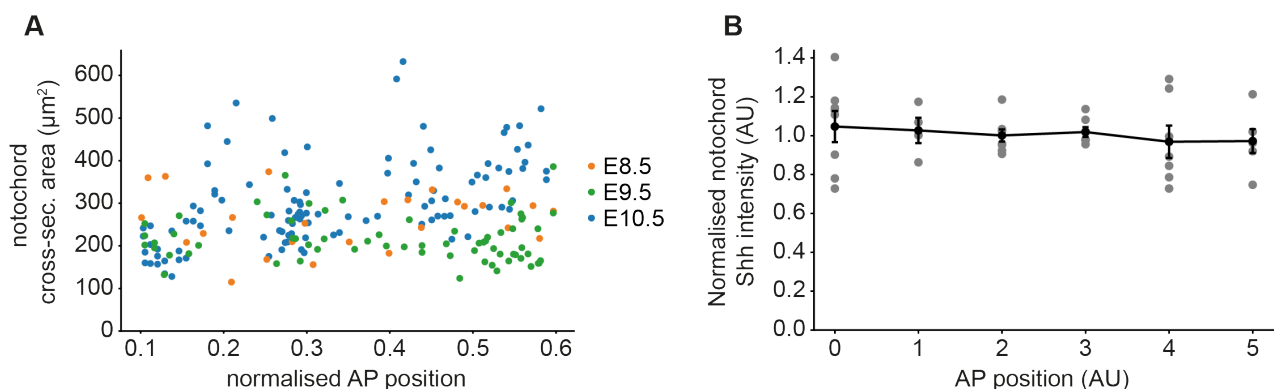 A
notochord
cross-sec. area (μm²)
600
500
400
300
200
100
0
0.1 0.2 0.3 0.4 0.5 0.6
normalised AP position
E8.5
E9.5
E10.5
B
Normalised notochord
Shh intensity (AU)
1.4
1.2
1.0
0.8
0.6
0.4
0.2
0.0
0 1 2 3 4 5
AP position (AU)